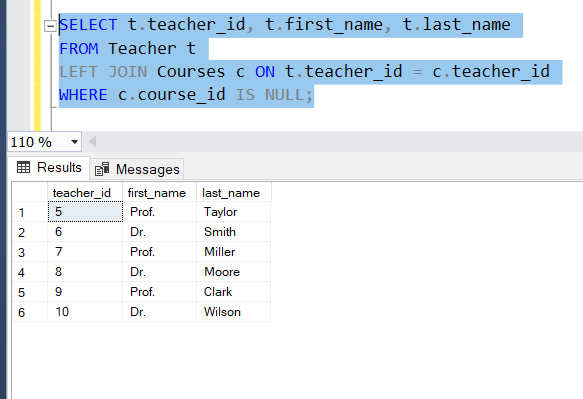 SELECT t.teacher_id, t.first_name, t.last_name
FROM Teacher t
LEFT JOIN Courses c ON t.teacher_id = c.teacher_id
WHERE c.course_id IS NULL;
110 %
Results Messages
teacher_id first_name last_name
1 5 Prof. Taylor
2 6 Dr. Smith
3 7 Prof. Miller
4 8 Dr. Moore
5 9 Prof. Clark
6 10 Dr. Wilson